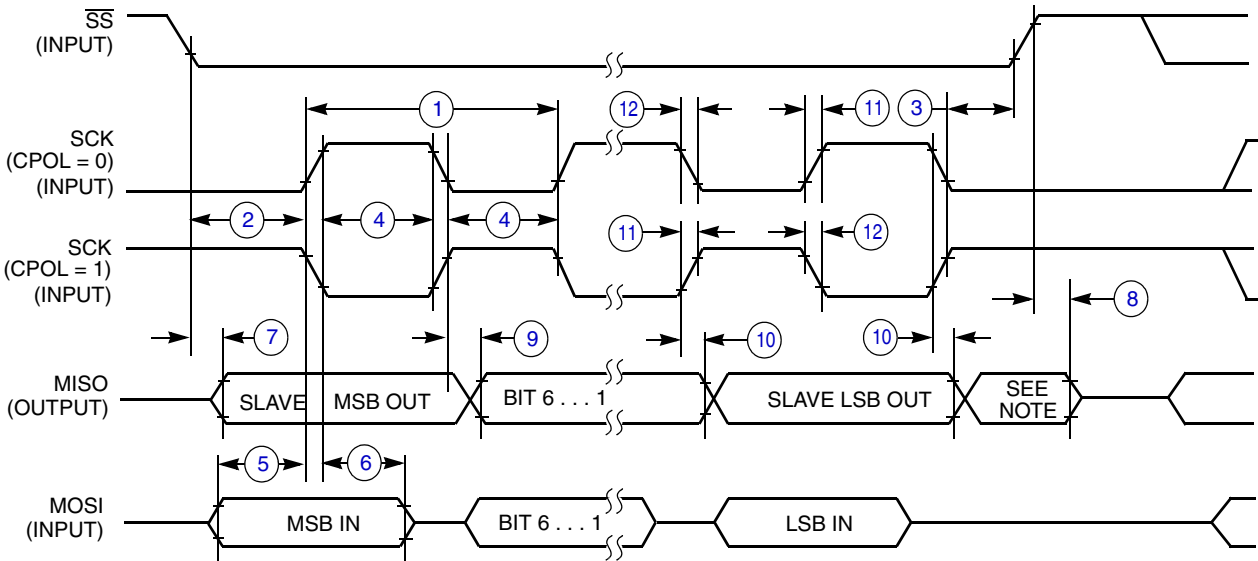 SS
(INPUT)
1
12
11
3
SCK
(CPOL = 0)
(INPUT)
2
4
4
SCK
(CPOL = 1)
(INPUT)
11
12
8
7
9
10
10
MISO
(OUTPUT)
SLAVE
MSB OUT
BIT 6 . . . 1
SLAVE LSB OUT
SEE
NOTE
5
6
MOSI
(INPUT)
MSB IN
BIT 6 . . . 1
LSB IN